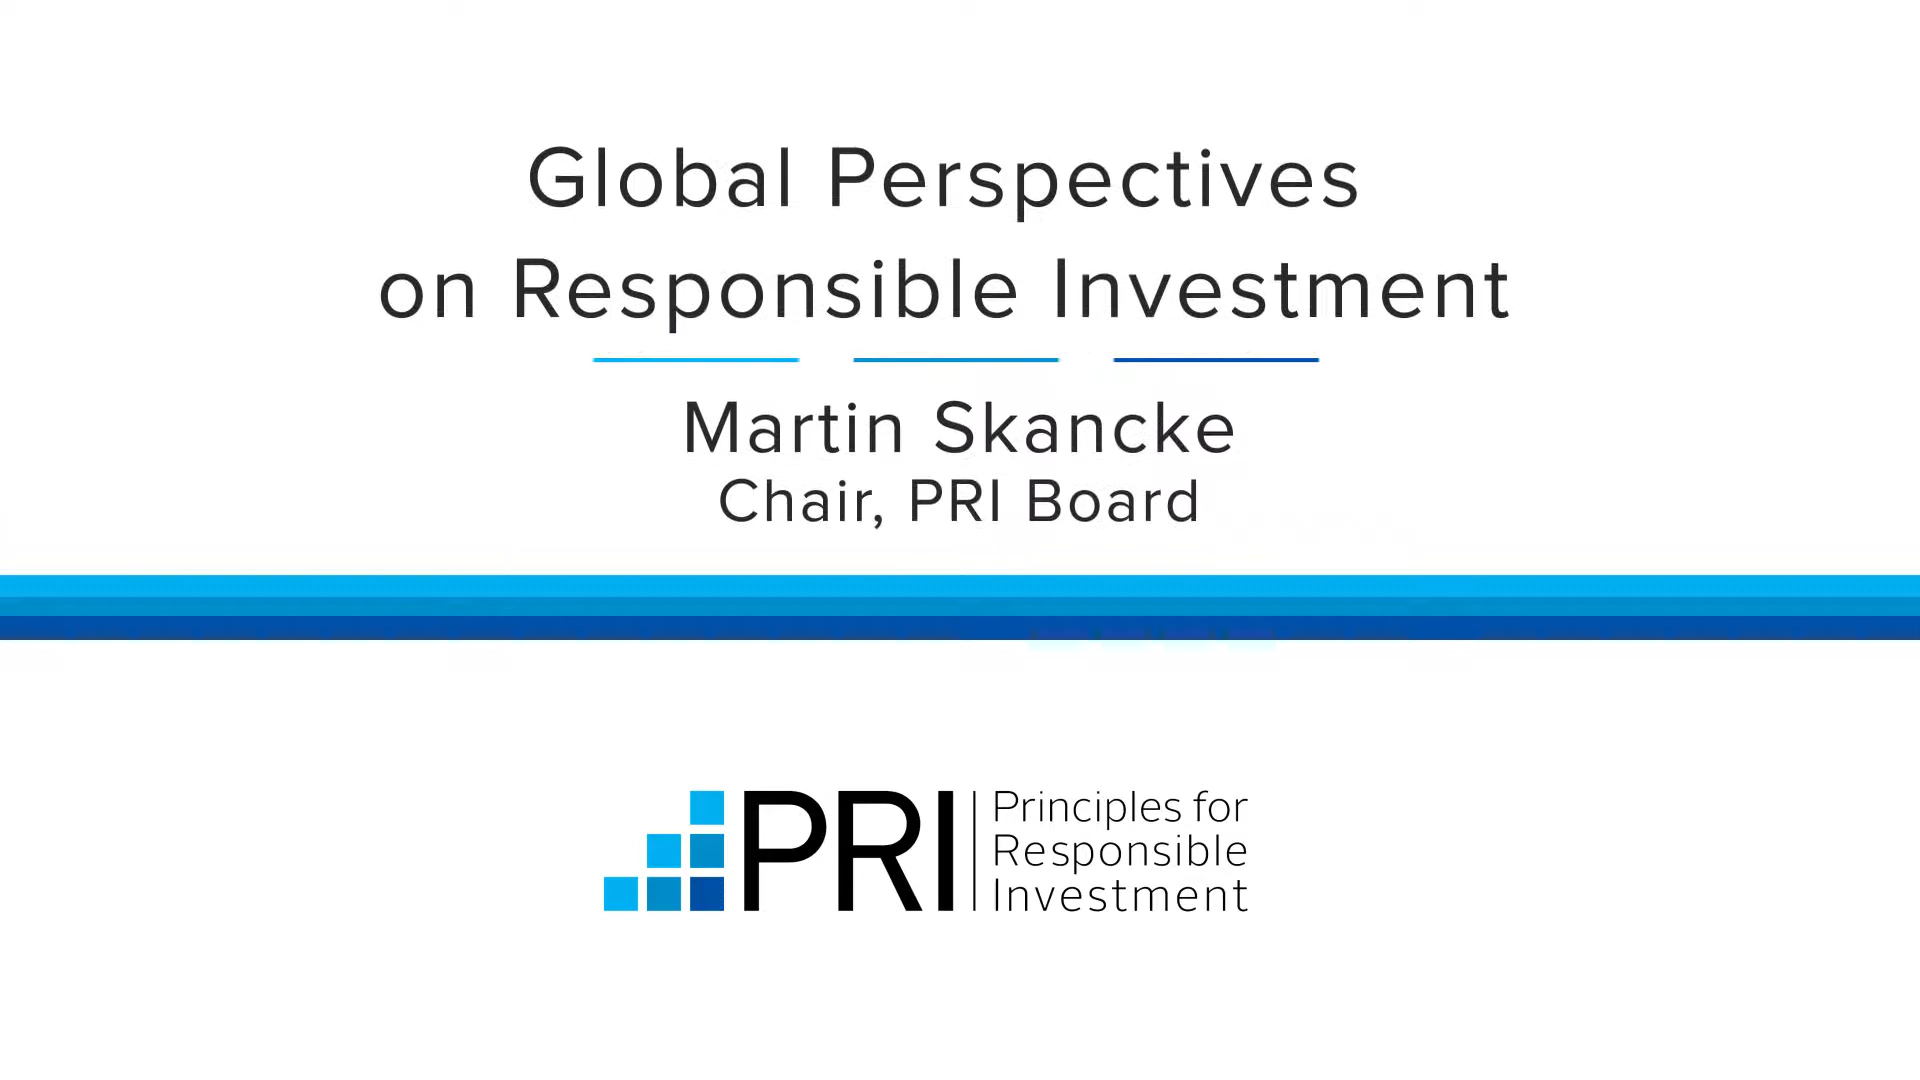 Global Perspectives
on Responsible Investment
Martin Skancke
Chair, PRI Board
PRI
Principles for
Responsible
Investment